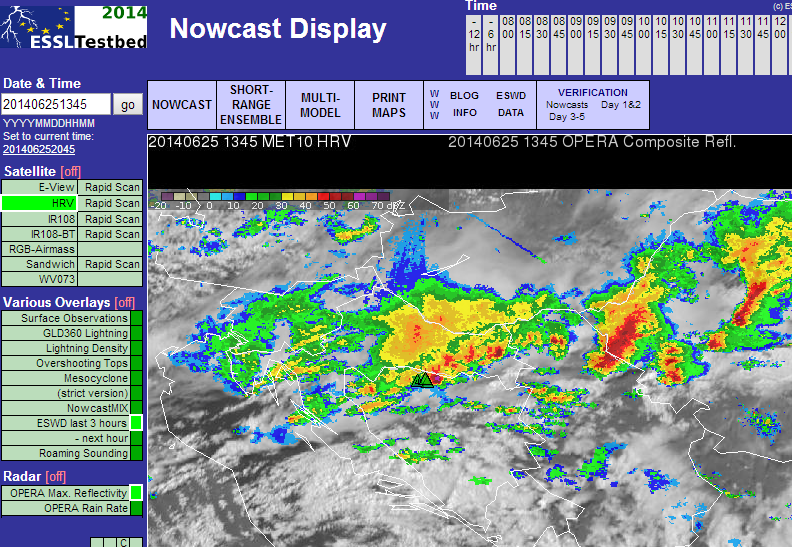 2014
ESSLTestbed
Nowcast Display
Time
(c) ES
- 12 hr
- 6 hr
08 00
08 15
08 30
08 45
09 00
09 15
09 30
09 45
10 00
10 15
10 30
10 45
11 00
11 15
11 30
11 45
12 00
Date & Time
201406251345
go
YYYYMMDDHHMM
Set to current time:
201406252045
NOWCAST
SHORT-
RANGE
ENSEMBLE
MULTI-
MODEL
PRINT
MAPS
W
W
W
BLOG
ESWD
INFO
DATA
VERIFICATION
Nowcasts Day 1&2
Day 3-5
Satellite [off]
E-View Rapid Scan
HRV Rapid Scan
IR108 Rapid Scan
IR108-BT Rapid Scan
RGB-Airmass
Sandwich Rapid Scan
WV073
Various Overlays [off]
Surface Observations
GLD360 Lightning
Lightning Density
Overshooting Tops
Mesocyclone
(strict version)
NowcastMIX
ESWD last 3 hours
- next hour
Roaming Sounding
Radar [off]
OPERA Max. Reflectivity
OPERA Rain Rate
C
20140625 1345 MET10 HRV
20140625 1345 OPERA Composite Refl.
-20 -10 0 10 20 30 40 50 60 70 dBZ